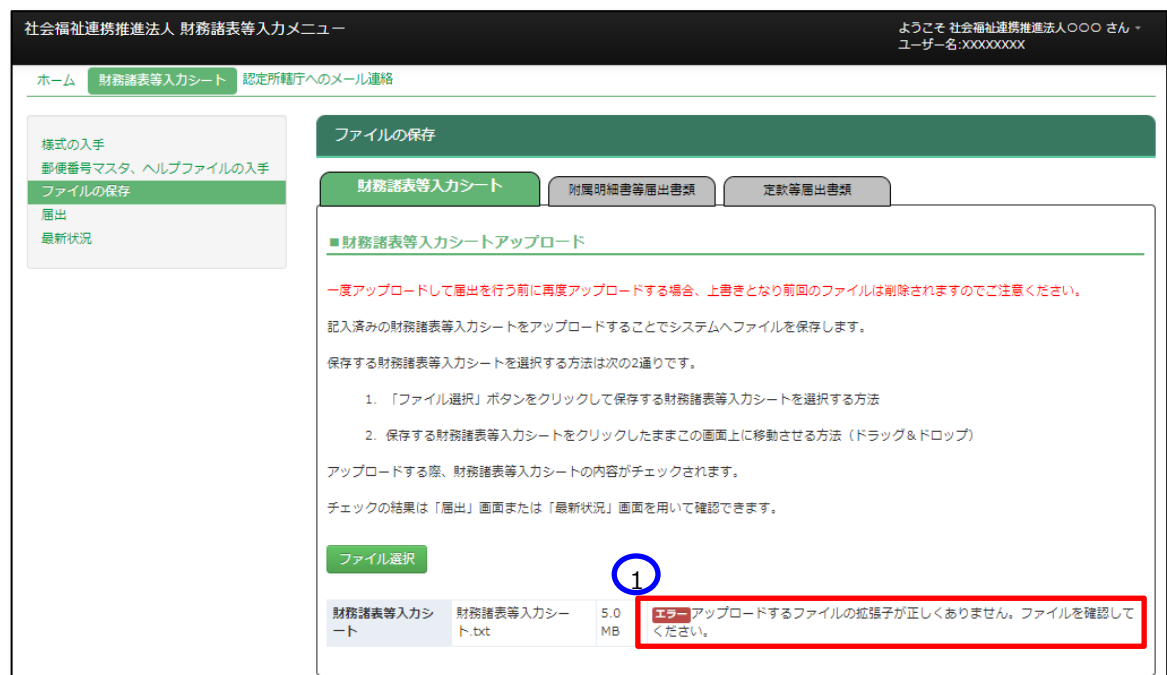 社会福祉連携推進法人 財務諸表等入力メニュー
ようこそ 社会福祉連携推進法人〇〇〇 さん
ユーザー名:XXXXXXXX
ホーム 財務諸表等入力シート 認定所轄庁へのメール連絡
様式の入手
郵便番号マスタ、ヘルプファイルの入手
ファイルの保存
届出
最新状況
ファイルの保存
財務諸表等入力シート 附属明細書等届出書類 定款等届出書類
■財務諸表等入力シートアップロード
一度アップロードして届出を行う前に再度アップロードする場合、上書きとなり前回のファイルは削除されますのでご注意ください。
記入済みの財務諸表等入力シートをアップロードすることでシステムへファイルを保存します。
保存する財務諸表等入力シートを選択する方法は次の2通りです。
1. 「ファイル選択」ボタンをクリックして保存する財務諸表等入力シートを選択する方法
2. 保存する財務諸表等入力シートをクリックしたままこの画面上に移動させる方法（ドラッグ&ドロップ）
アップロードする際、財務諸表等入力シートの内容がチェックされます。
チェックの結果は「届出」画面または「最新状況」画面を用いて確認できます。
ファイル選択
1
財務諸表等入力シ
ート
財務諸表等入力シー
ト.txt
5.0
MB
エラー アップロードするファイルの拡張子が正しくありません。ファイルを確認して
ください。